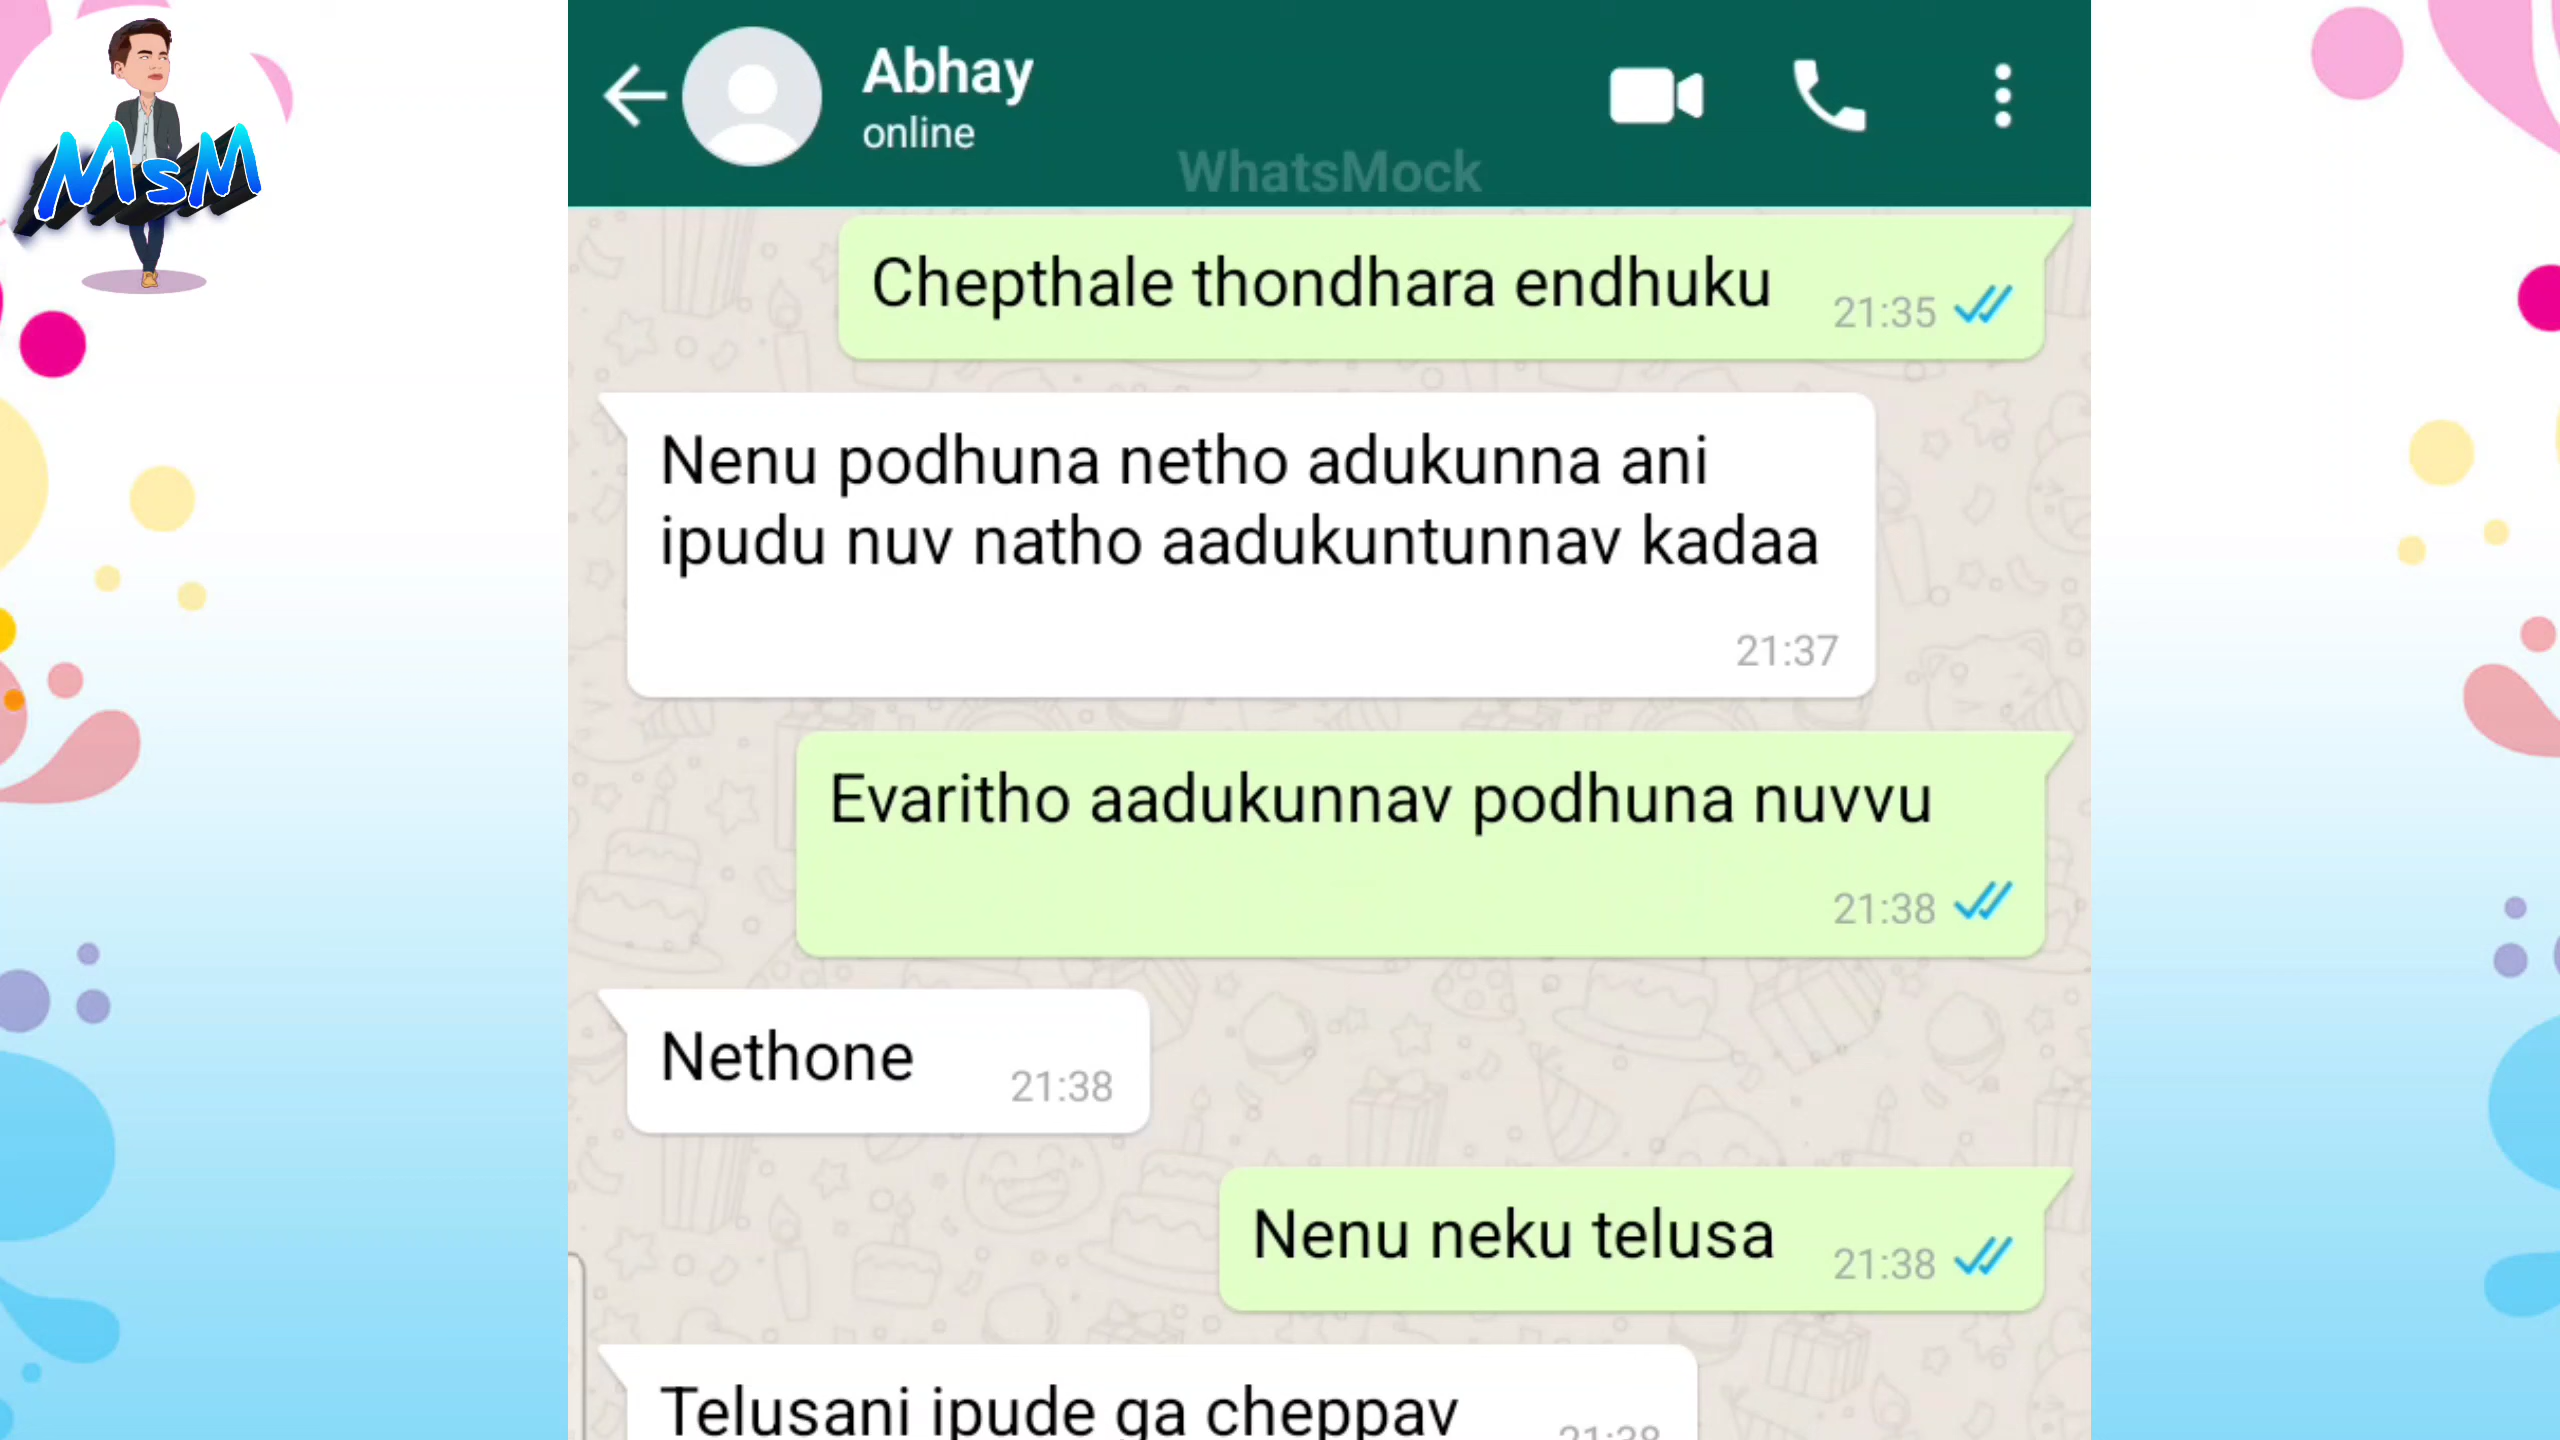 MsM
Abhay
online
WhatsMock
Chepthale thondhara endhuku
21:35
Nenu podhuna netho adukunna ani
ipudu nuv natho aadukuntunnav kadaa
21:37
Evaritho aadukunnav podhuna nuvvu
21:38
Nethone
21:38
Nenu neku telusa
21:38
Telusani ipude ga cheppav
21:38